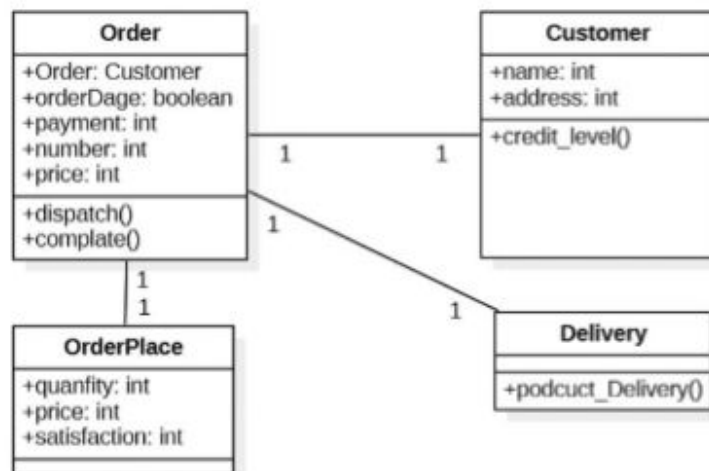 Order
+Order: Customer
+orderDage: boolean
+payment: int
+number: int
+price: int
+dispatch()
+complate()
Customer
+name: int
+address: int
+credit_level()
1
1
1
1
1
1
OrderPlace
+quanfity: int
+price: int
+satisfaction: int
Delivery
+podcuct_Delivery()